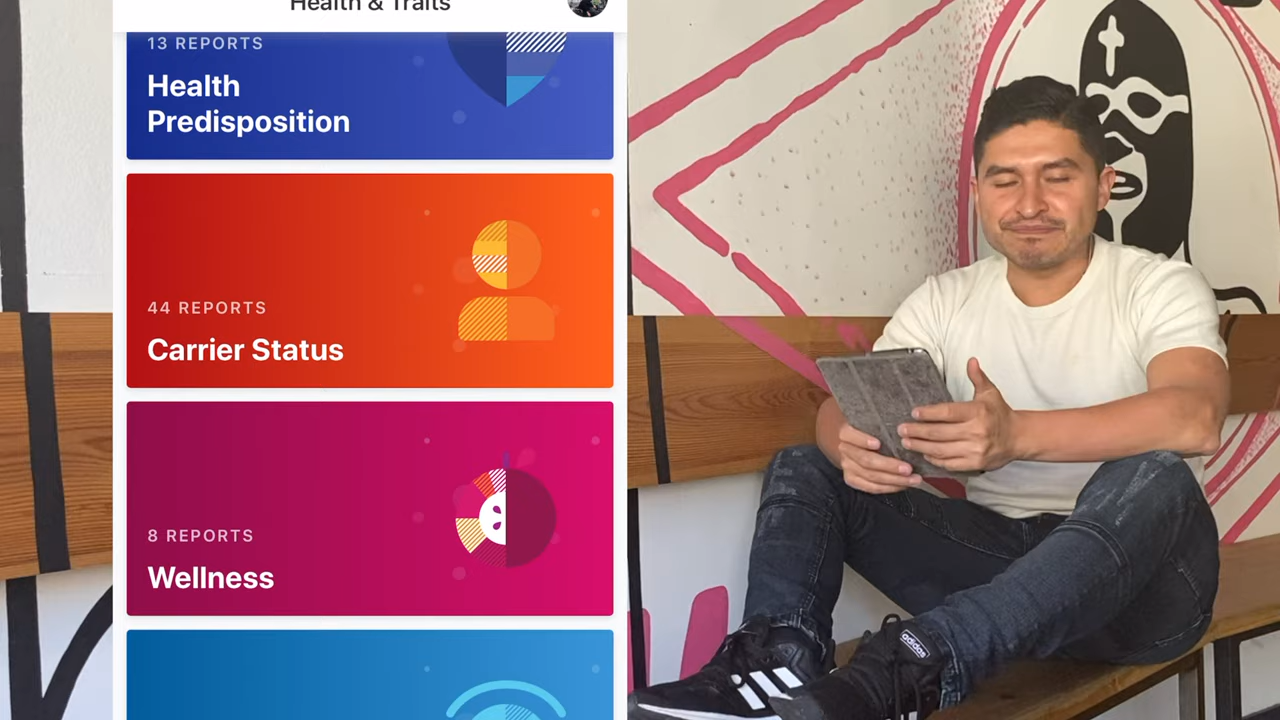 Health & Traits
13 REPORTS
Health
Predisposition
44 REPORTS
Carrier Status
8 REPORTS
Wellness
adidas